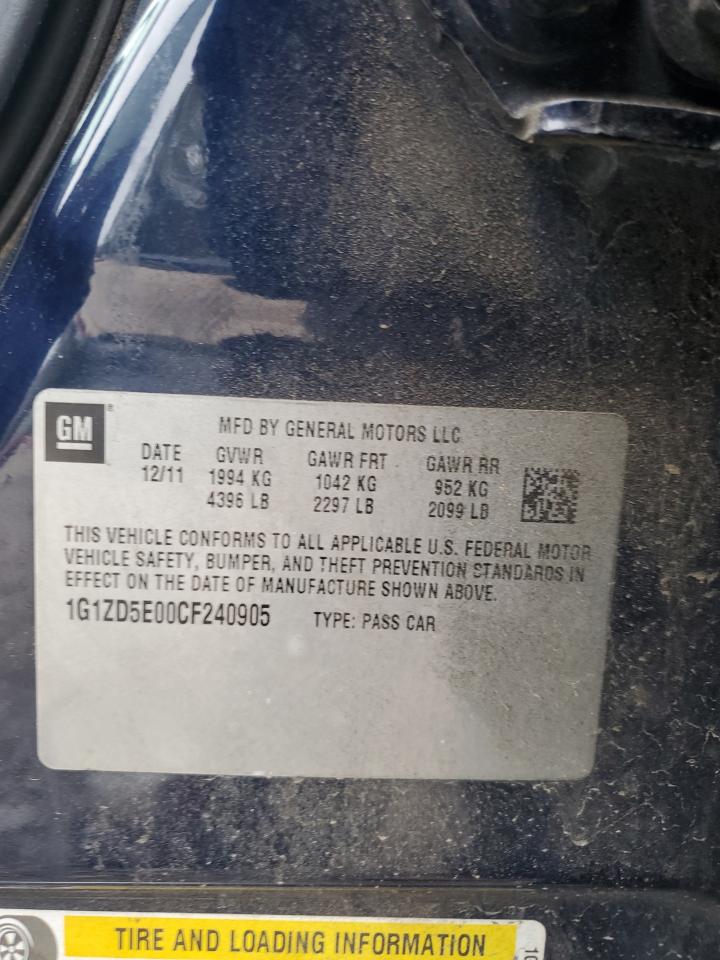 GM®
MFD BY GENERAL MOTORS LLC
DATE GVWR GAWR FRT GAWR RR
12/11 1994 KG 1042 KG 952 KG
4396 LB 2297 LB 2099 LB
THIS VEHICLE CONFORMS TO ALL APPLICABLE U.S. FEDERAL MOTOR
VEHICLE SAFETY, BUMPER, AND THEFT PREVENTION STANDARDS IN
EFFECT ON THE DATE OF MANUFACTURE SHOWN ABOVE.
1G1ZD5E00CF240905 TYPE: PASS CAR
TIRE AND LOADING INFORMATION